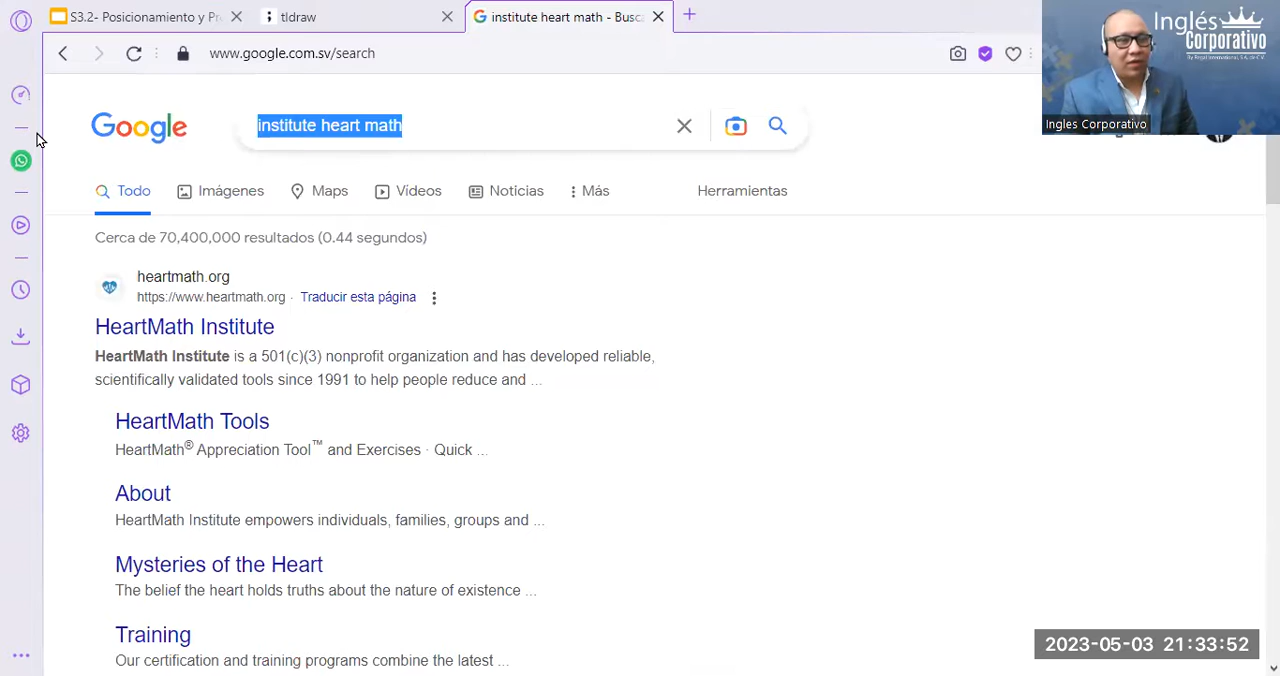 S3.2- Posicionamiento y Pr
tldraw
institute heart math - Busc
www.google.com.sv/search
Inglés
Corporativo
By Regal International, S.A. de C.V.
Ingles Corporativo
Google
institute heart math
Todo
Imágenes
Maps
Vídeos
Noticias
Más
Herramientas
Cerca de 70,400,000 resultados (0.44 segundos)
heartmath.org
https://www.heartmath.org · Traducir esta página
HeartMath Institute
HeartMath Institute is a 501(c)(3) nonprofit organization and has developed reliable,
scientifically validated tools since 1991 to help people reduce and ...
HeartMath Tools
HeartMath® Appreciation Tool™ and Exercises · Quick ...
About
HeartMath Institute empowers individuals, families, groups and ...
Mysteries of the Heart
The belief the heart holds truths about the nature of existence ...
Training
Our certification and training programs combine the latest ...
2023-05-03 21:33:52